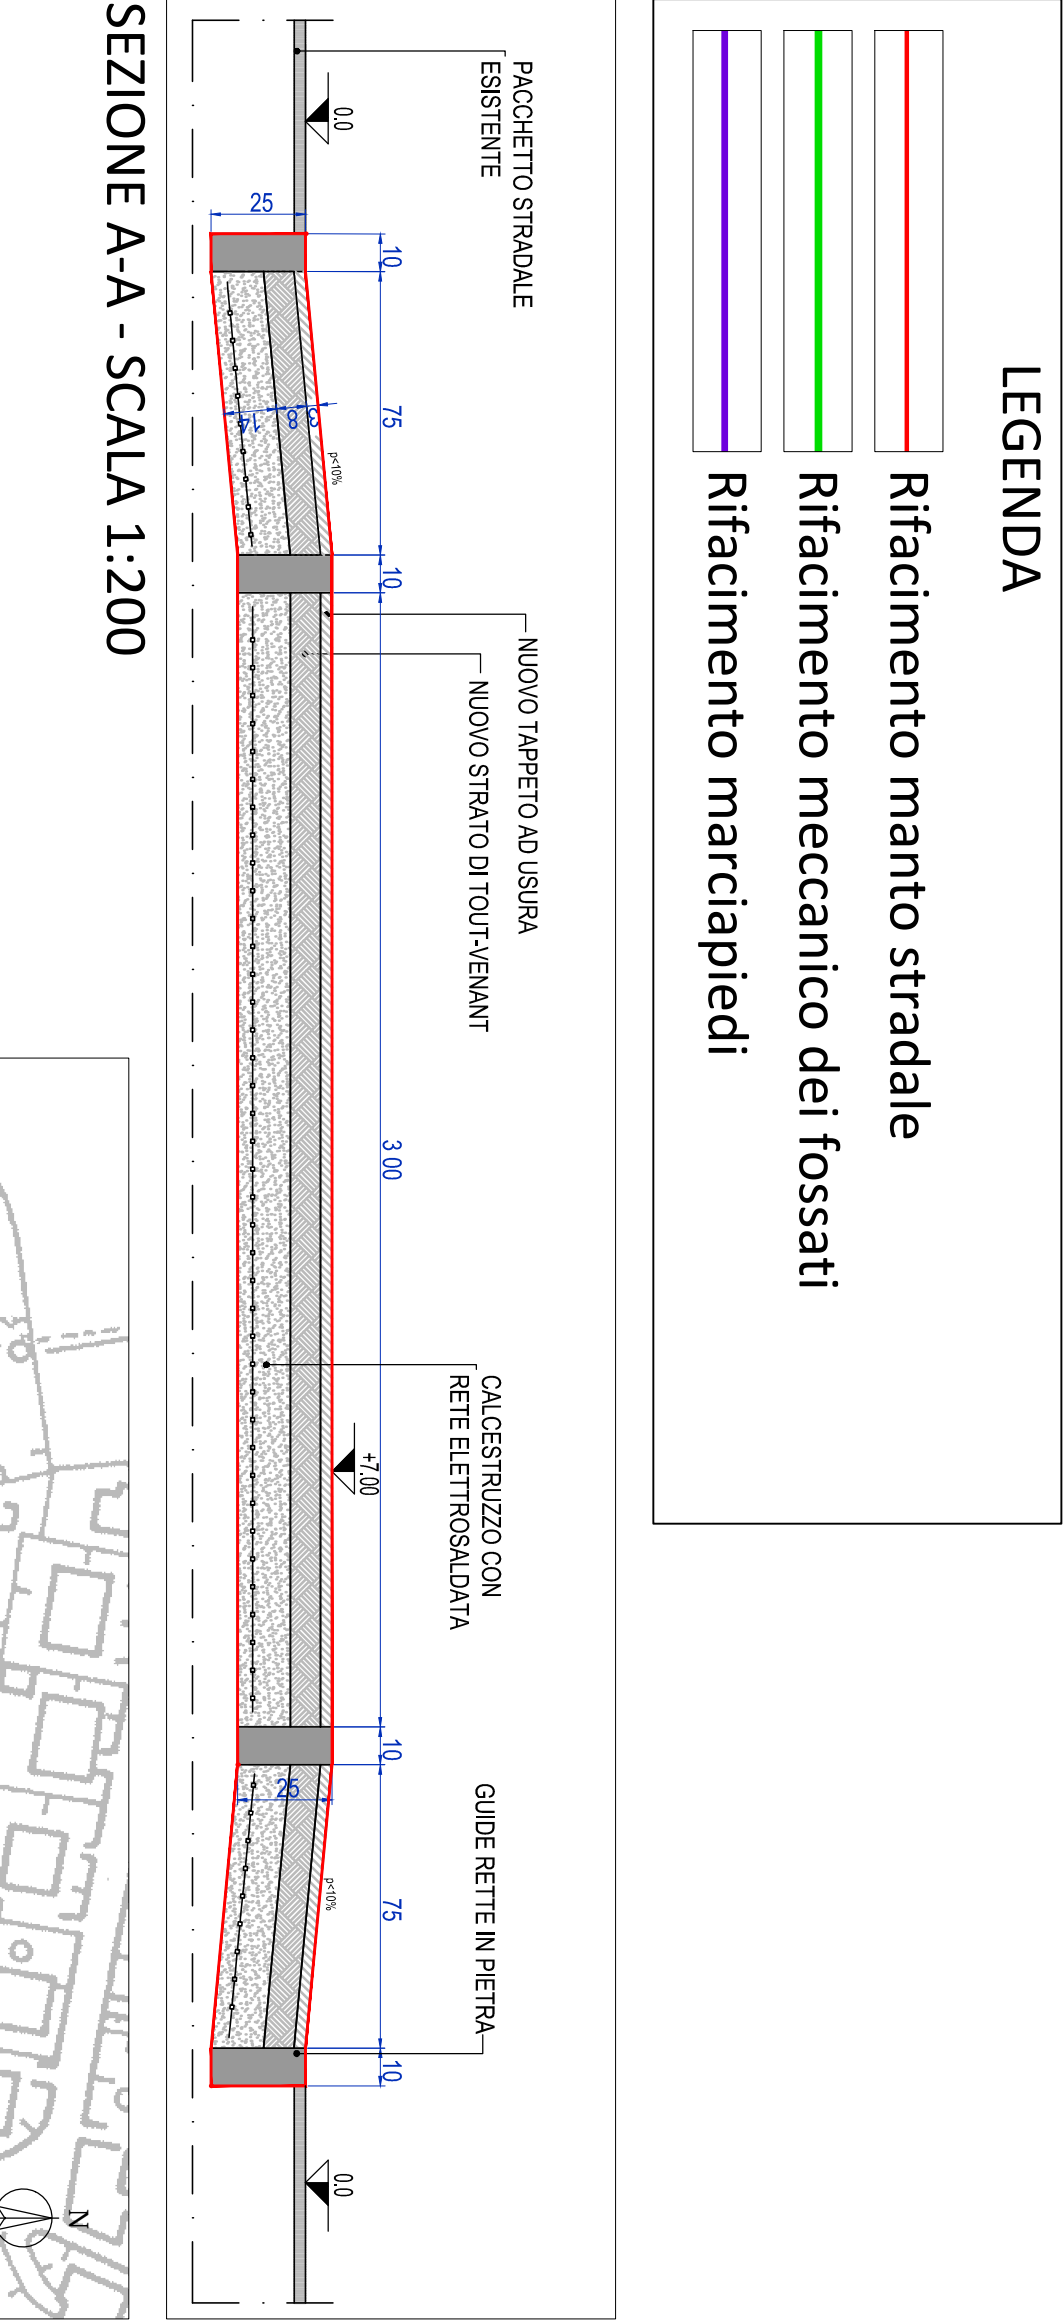 LEGENDA
Rifacimento manto stradale
Rifacimento meccanico dei fossati
Rifacimento marciapiedi
PACCHETTO STRADALE
ESISTENTE
NUOVO TAPPETO AD USURA
NUOVO STRATO DI TOUT-VENANT
CALCESTRUZZO CON
RETE ELETTROSALDATA
GUIDE RETTE IN PIETRA
10
75
10
3 00
10
75
10
0.0
+7.00
0.0
p<10%
p<10%
25
3
8
14
25
SEZIONE A-A - SCALA 1:200
N